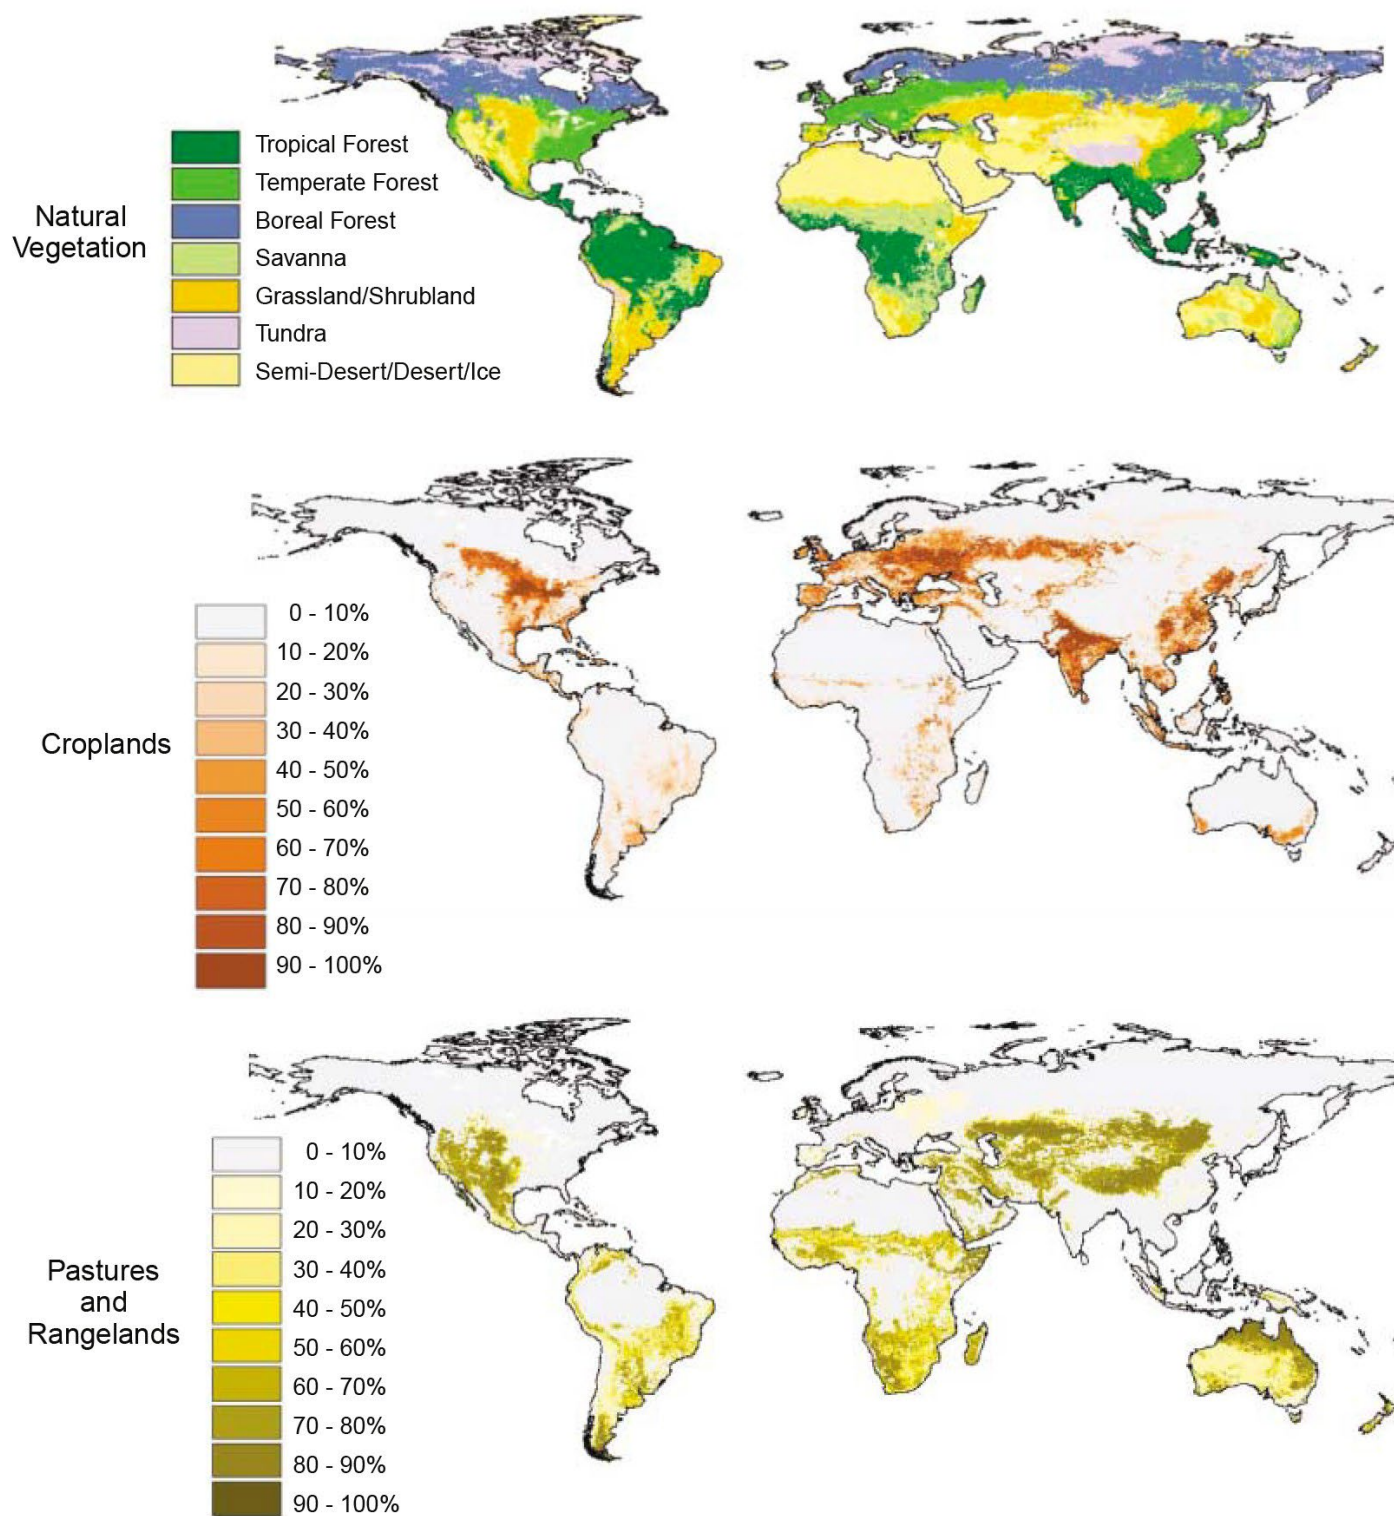 Natural
Vegetation
Tropical Forest
Temperate Forest
Boreal Forest
Savanna
Grassland/Shrubland
Tundra
Semi-Desert/Desert/Ice
Croplands
0 - 10%
10 - 20%
20 - 30%
30 - 40%
40 - 50%
50 - 60%
60 - 70%
70 - 80%
80 - 90%
90 - 100%
Pastures
and
Rangelands
0 - 10%
10 - 20%
20 - 30%
30 - 40%
40 - 50%
50 - 60%
60 - 70%
70 - 80%
80 - 90%
90 - 100%